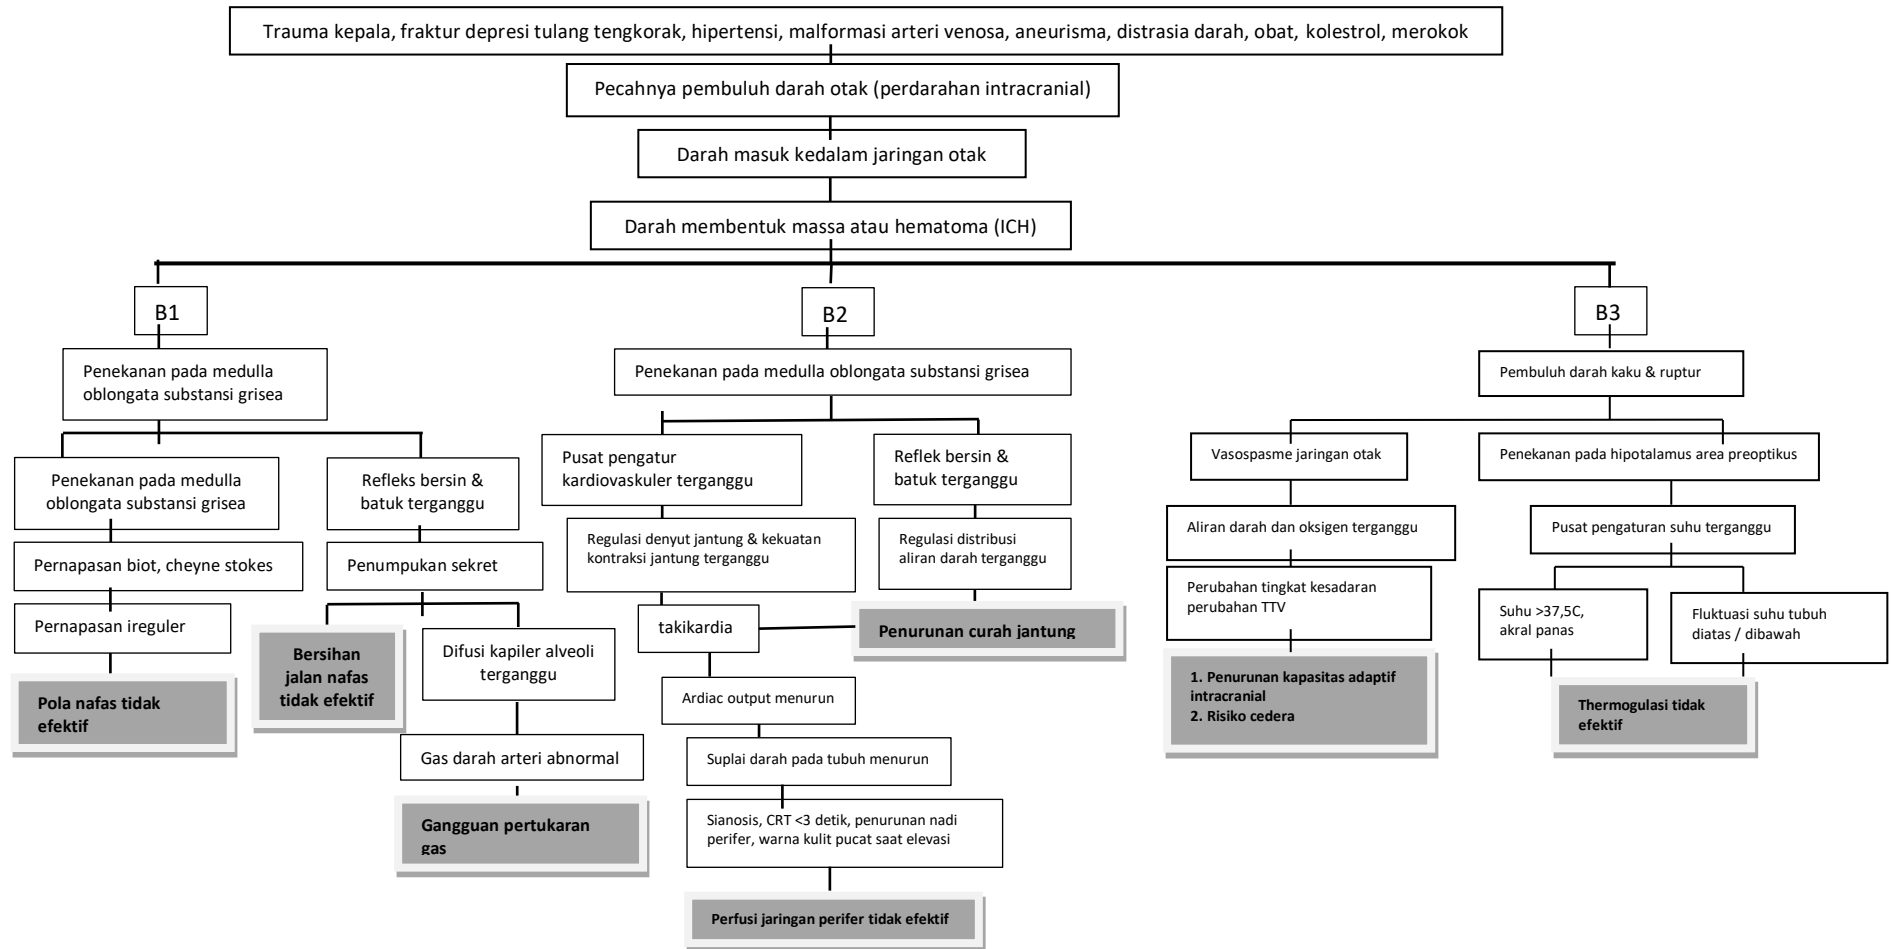 Trauma kepala, fraktur depresi tulang tengkorak, hipertensi, malformasi arteri venosa, aneurisma, distrasia darah, obat, kolestrol, merokok
Pecahnya pembuluh darah otak (perdarahan intracranial)
Darah masuk kedalam jaringan otak
Darah membentuk massa atau hematoma (ICH)
B1
Penekanan pada medulla
oblongata substansi grisea
Penekanan pada medulla
oblongata substansi grisea
Pernapasan biot, cheyne stokes
Pernapasan ireguler
Pola nafas tidak
efektif
Refleks bersin &
batuk terganggu
Penumpukan sekret
Bersihan
jalan nafas
tidak efektif
Difusi kapiler alveoli
terganggu
Gas darah arteri abnormal
Gangguan pertukaran
gas
B2
Penekanan pada medulla oblongata substansi grisea
Pusat pengatur
kardiovaskuler terganggu
Regulasi denyut jantung & kekuatan
kontraksi jantung terganggu
takikardia
Ardiac output menurun
Suplai darah pada tubuh menurun
Sianosis, CRT <3 detik, penurunan nadi
perifer, warna kulit pucat saat elevasi
Perfusi jaringan perifer tidak efektif
Reflek bersin &
batuk terganggu
Regulasi distribusi
aliran darah terganggu
Penurunan curah jantung
B3
Pembuluh darah kaku & ruptur
Vasospasme jaringan otak
Aliran darah dan oksigen terganggu
Perubahan tingkat kesadaran
perubahan TTV
1. Penurunan kapasitas adaptif
intracranial
2. Risiko cedera
Penekanan pada hipotalamus area preoptikus
Pusat pengaturan suhu terganggu
Suhu >37,5C,
akral panas
Fluktuasi suhu tubuh
diatas / dibawah
Thermogulasi tidak
efektif